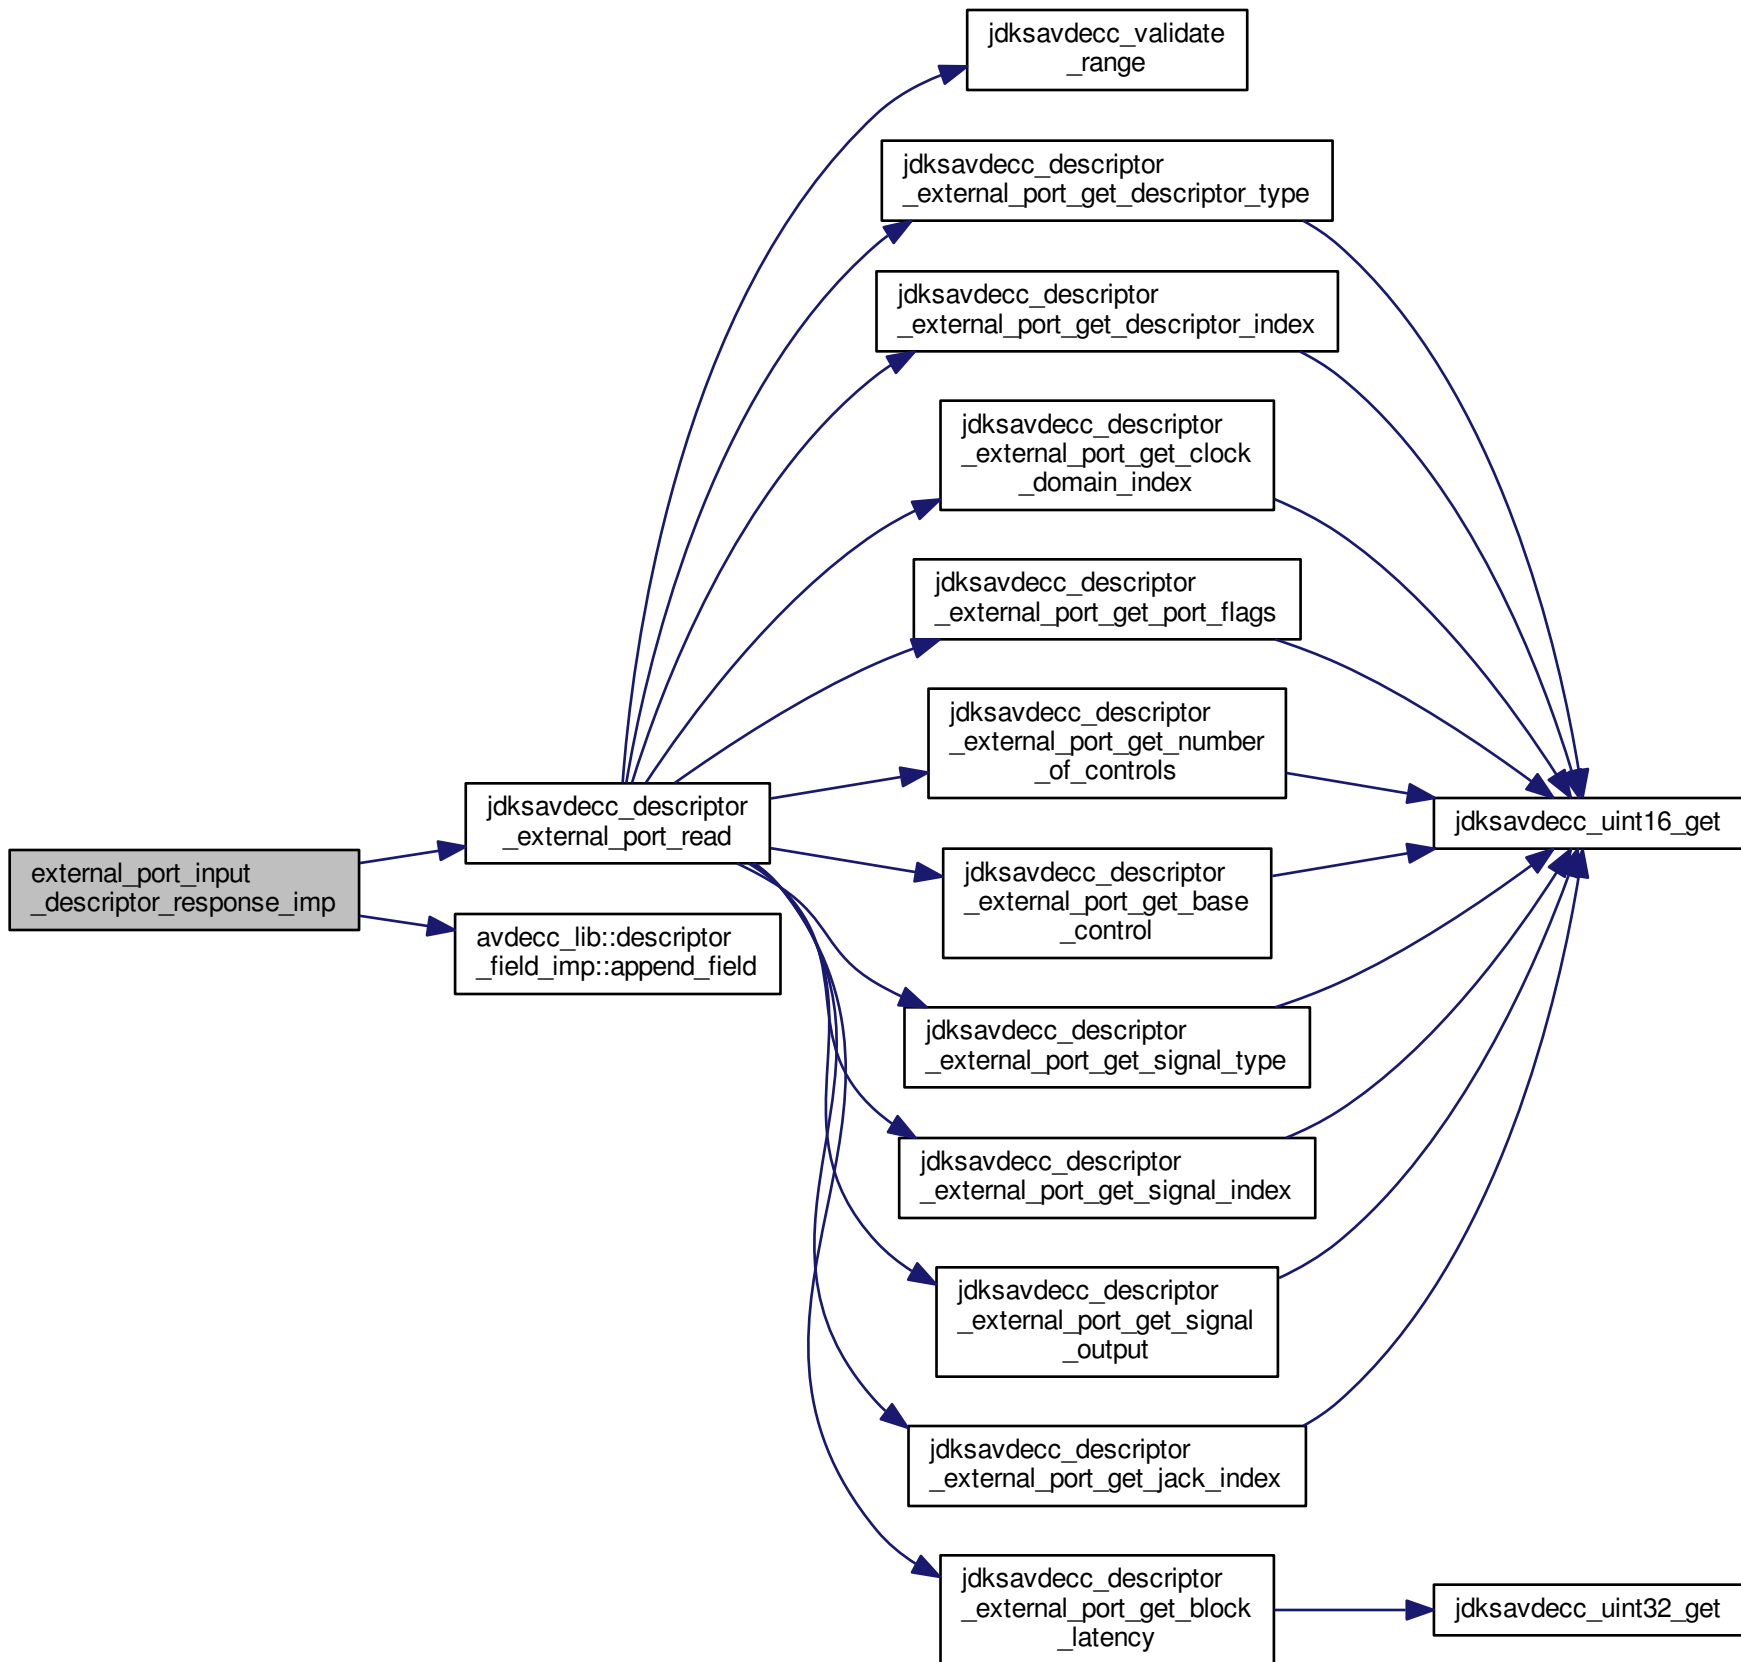 jdksavdecc_validate
_range
jdksavdecc_descriptor
_external_port_get_descriptor_type
jdksavdecc_descriptor
_external_port_get_descriptor_index
jdksavdecc_descriptor
_external_port_get_clock
_domain_index
jdksavdecc_descriptor
_external_port_get_port_flags
jdksavdecc_descriptor
_external_port_get_number
_of_controls
jdksavdecc_descriptor
_external_port_read
jdksavdecc_uint16_get
external_port_input
_descriptor_response_imp
jdksavdecc_descriptor
_external_port_get_base
_control
avdecc_lib::descriptor
_field_imp::append_field
jdksavdecc_descriptor
_external_port_get_signal_type
jdksavdecc_descriptor
_external_port_get_signal_index
jdksavdecc_descriptor
_external_port_get_signal
_output
jdksavdecc_descriptor
_external_port_get_jack_index
jdksavdecc_descriptor
_external_port_get_block
_latency
jdksavdecc_uint32_get